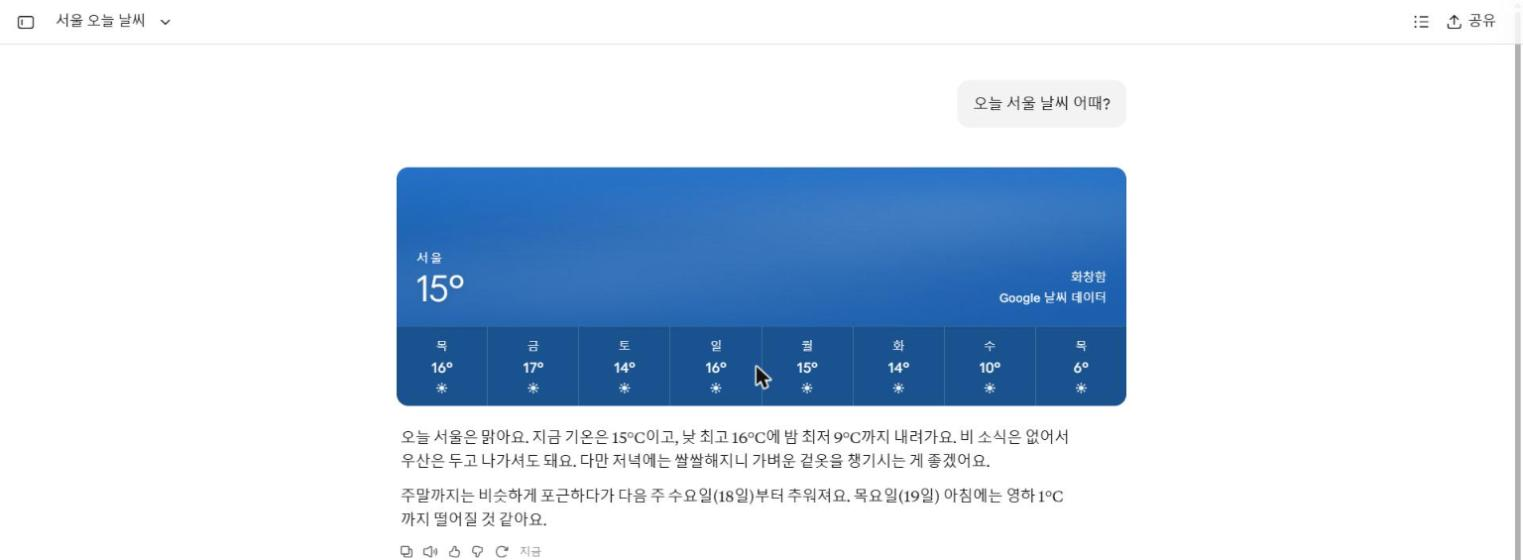 서울 오늘 날씨
공유
오늘 서울 날씨 어때?
서울
15°
화창함
Google 날씨 데이터
목 금 토 일 월 화 수 목
16° 17° 14° 16° 15° 14° 10° 6°
오늘 서울은 맑아요. 지금 기온은 15°C이고, 낮 최고 16°C에 밤 최저 9°C까지 내려가요. 비 소식은 없어서
우산은 두고 나가셔도 돼요. 다만 저녁에는 쌀쌀해지니 가벼운 겉옷을 챙기시는 게 좋겠어요.
주말까지는 비슷하게 포근하다가 다음 주 수요일(18일)부터 추워져요. 목요일(19일) 아침에는 영하 1°C
까지 떨어질 것 같아요.
지금